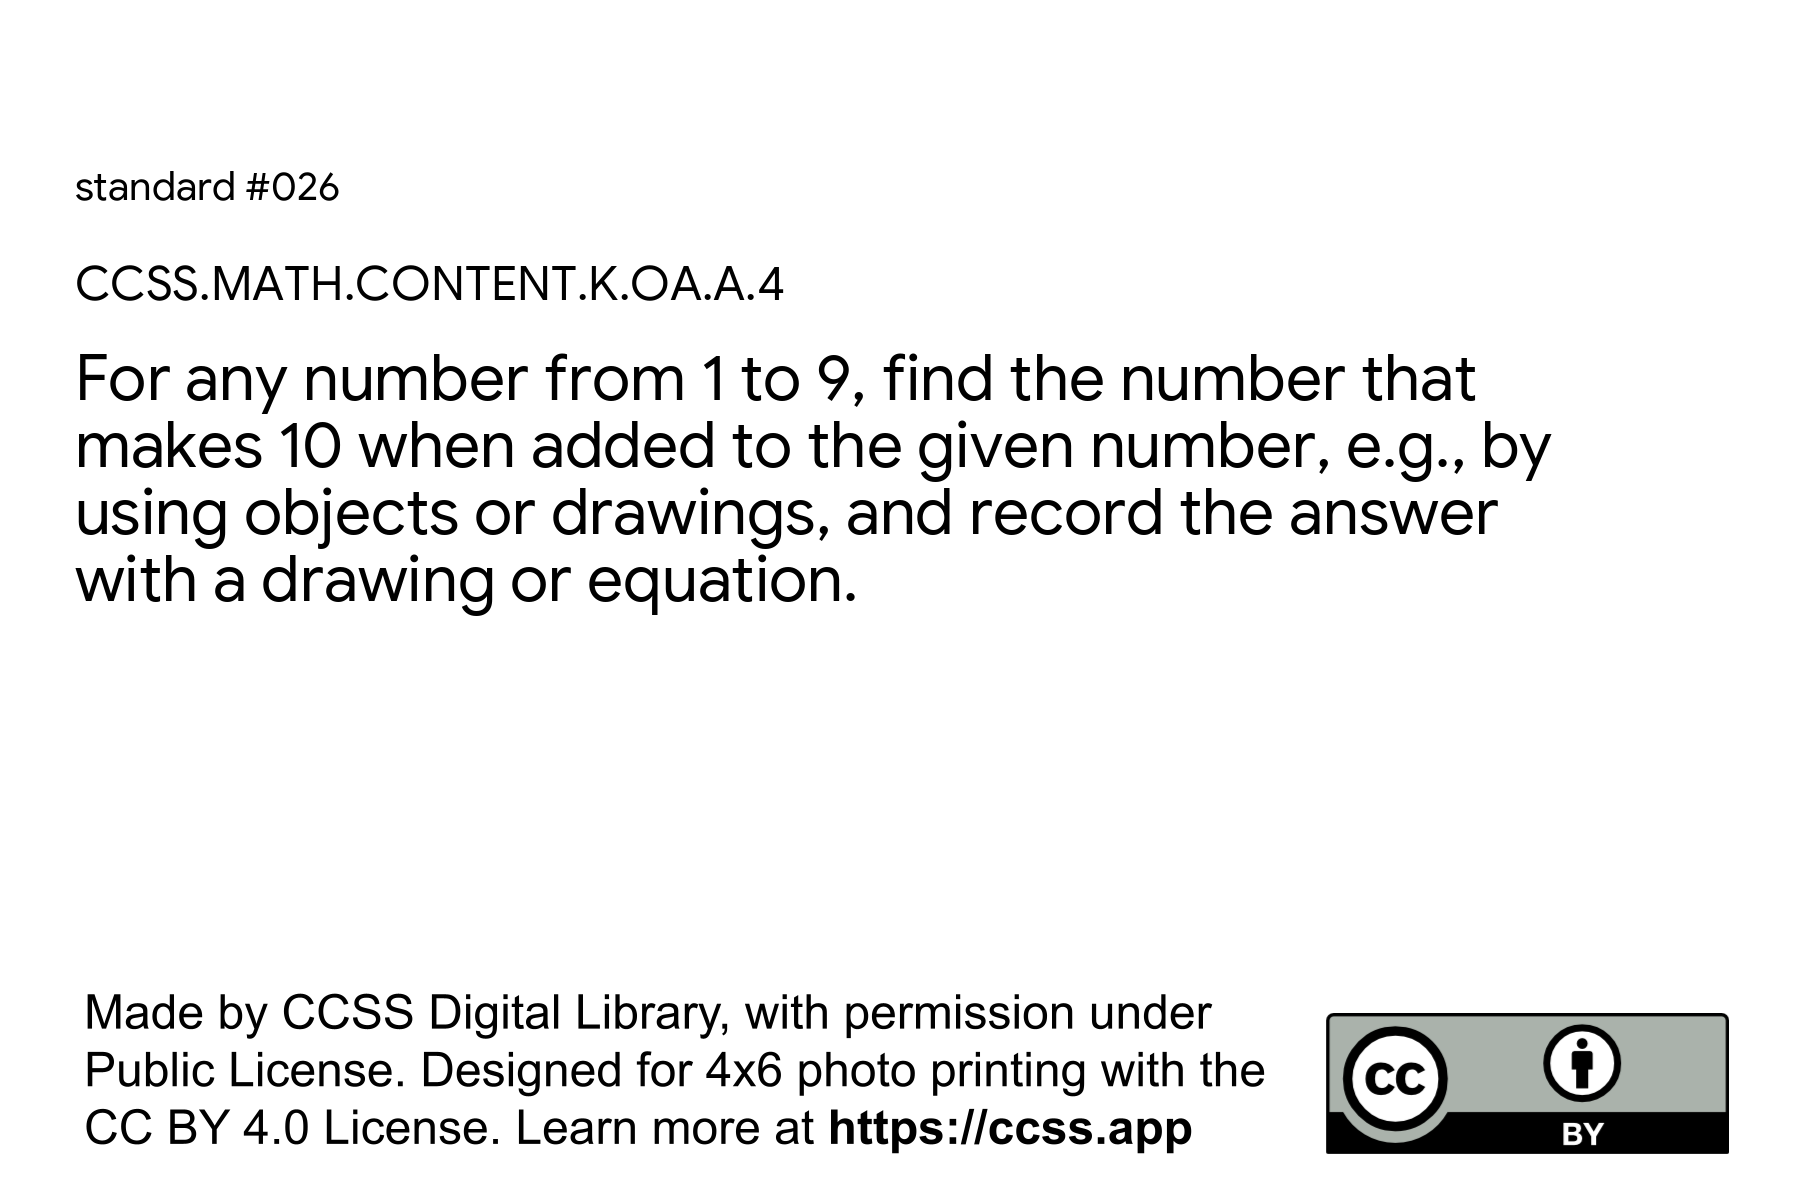 standard #026
CCSS.MATH.CONTENT.K.OA.A.4
For any number from 1 to 9, find the number that
makes 10 when added to the given number, e.g., by
using objects or drawings, and record the answer
with a drawing or equation.
Made by CCSS Digital Library, with permission under
Public License. Designed for 4x6 photo printing with the
CC BY 4.0 License. Learn more at https://ccss.app
CC
BY